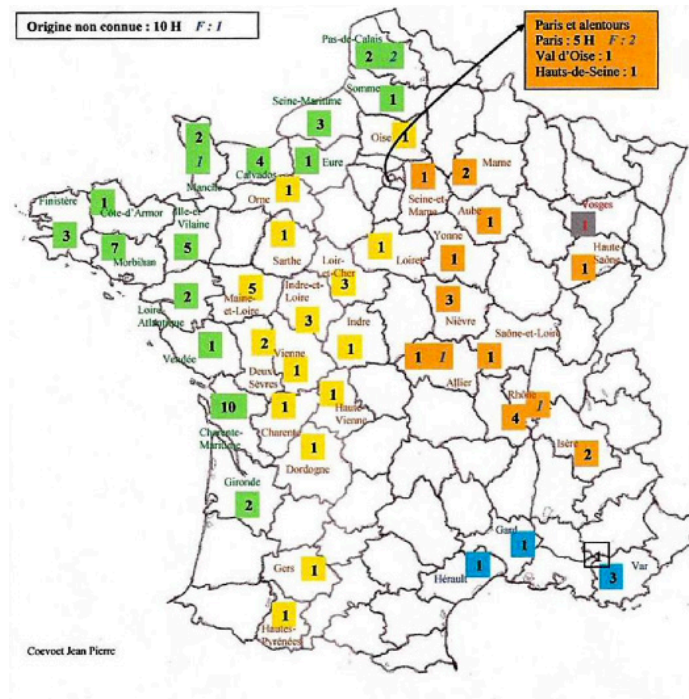 Origine non connue : 10 H F : 1
Paris et alentours
Paris : 5 H F : 2
Val d'Oise : 1
Hauts-de-Seine : 1
Pas-de-Calais
2 2
Somme
1
Seine-Maritime
3
Oise
1
2
1
Manche
4
Calvados
1
Eure
Marne
2
1
Seine-et-
Marne
Orne
1
Finistère
3
1
Côte-d'Armor
Ille-et-
Vilaine
5
7
Morbihan
1
Sarthe
Loir-
et-Cher
3
1
Loiret
Aube
1
Yonne
1
Vosges
1
Haute-
Saône
1
2
Loire-
Atlantique
5
Maine-
et-Loire
Indre-et-
Loire
3
Indre
1
3
Nièvre
Saône-et-Loire
1
1
Vendée
2
Vienne
1
Deux-
Sèvres
1 1
Allier
10
Charente-
Maritime
1
Charente
1
Haute-
Vienne
Rhône
1
4
Isère
2
1
Dordogne
Gironde
2
Gard
1
1
Hérault
1
Var
3
Gers
1
1
Hautes-
Pyrénées
Coevoet Jean Pierre